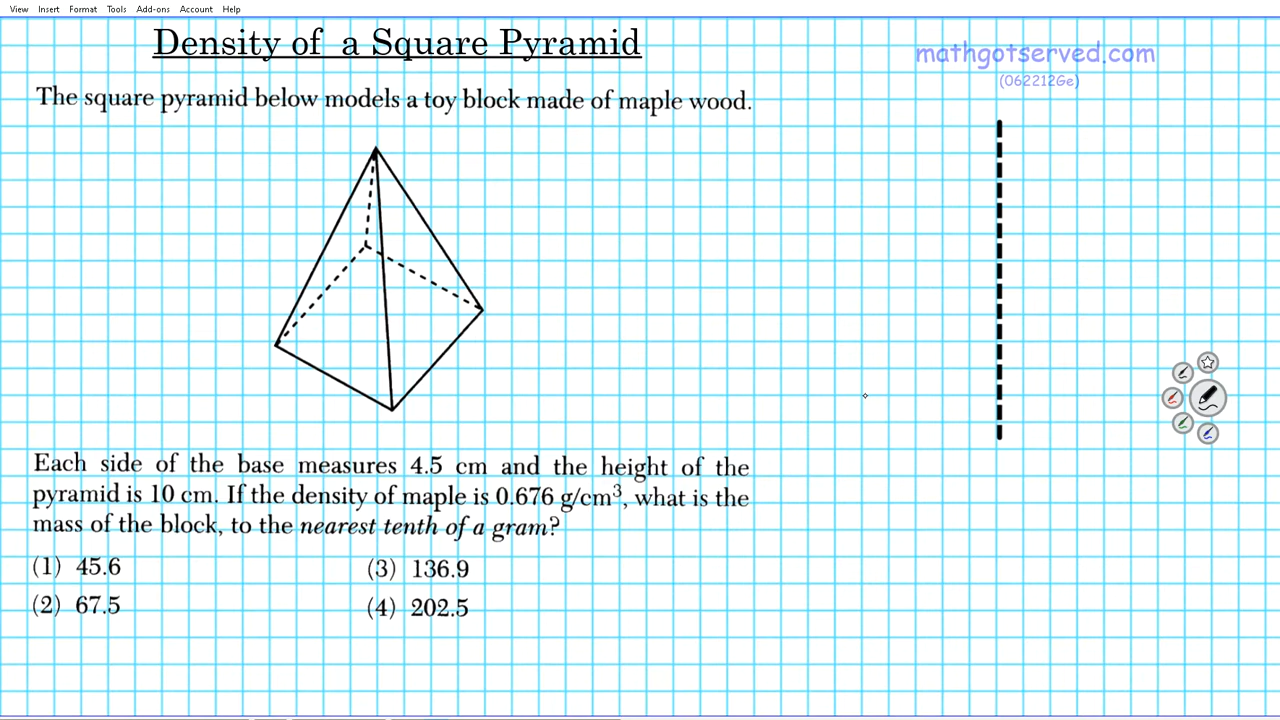 View Insert Format Tools Add-ons Account Help
Density of a Square Pyramid
mathgotserved.com
(062212Ge)
The square pyramid below models a toy block made of maple wood.
Each side of the base measures 4.5 cm and the height of the
pyramid is 10 cm. If the density of maple is 0.676 g/cm³, what is the
mass of the block, to the nearest tenth of a gram?
(1) 45.6 (3) 136.9
(2) 67.5 (4) 202.5